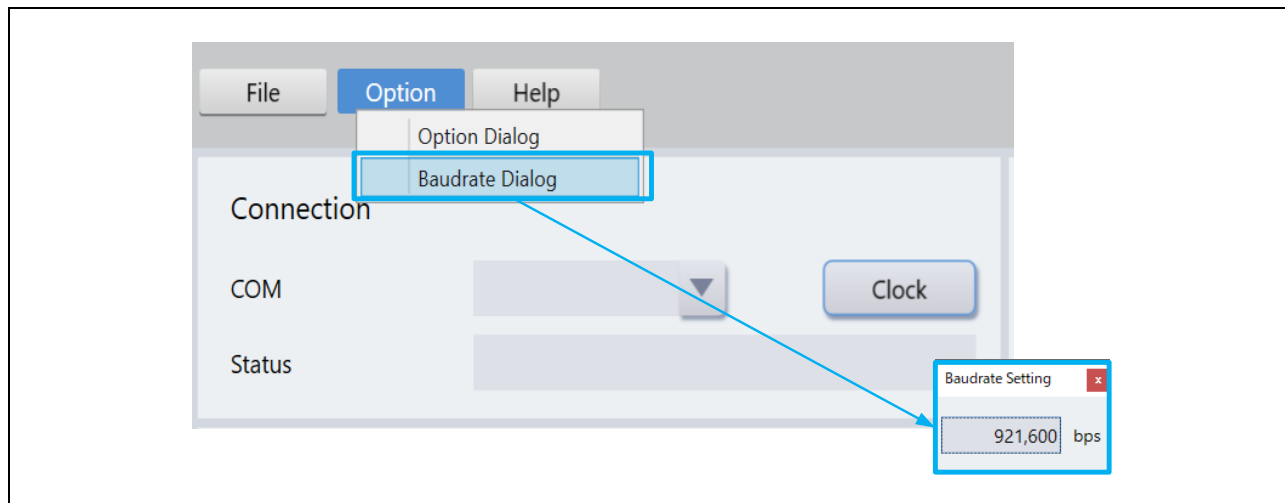 File Option Help
Option Dialog
Baudrate Dialog
Connection
COM
Clock
Status
Baudrate Setting x
921,600 bps